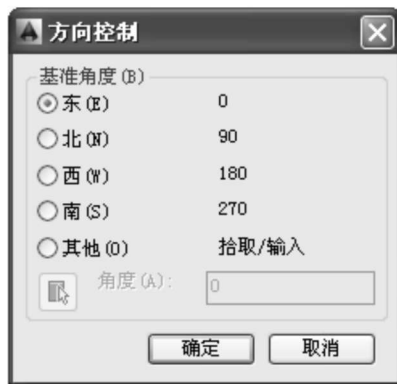 方向控制
基准角度(B)
东(E) 0
北(N) 90
西(W) 180
南(S) 270
其他(O) 拾取/输入
角度(A): 0
确定 取消